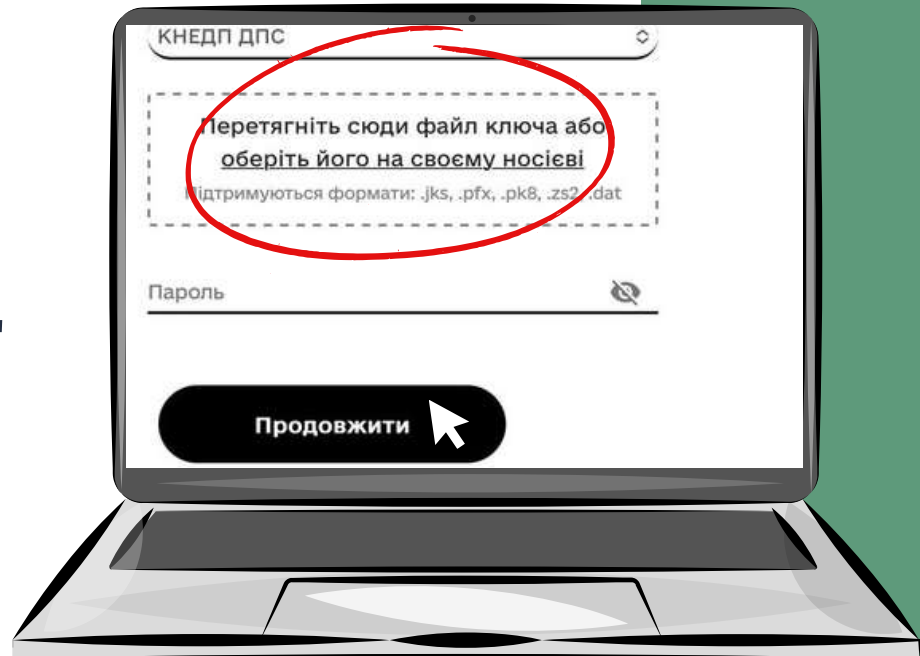 КНЕДП ДПС
Перетягніть сюди файл ключа або
оберіть його на своєму носієві
Підтримуються формати: .jks, .pfx, .pk8, .zs2, .dat
Пароль
Продовжити